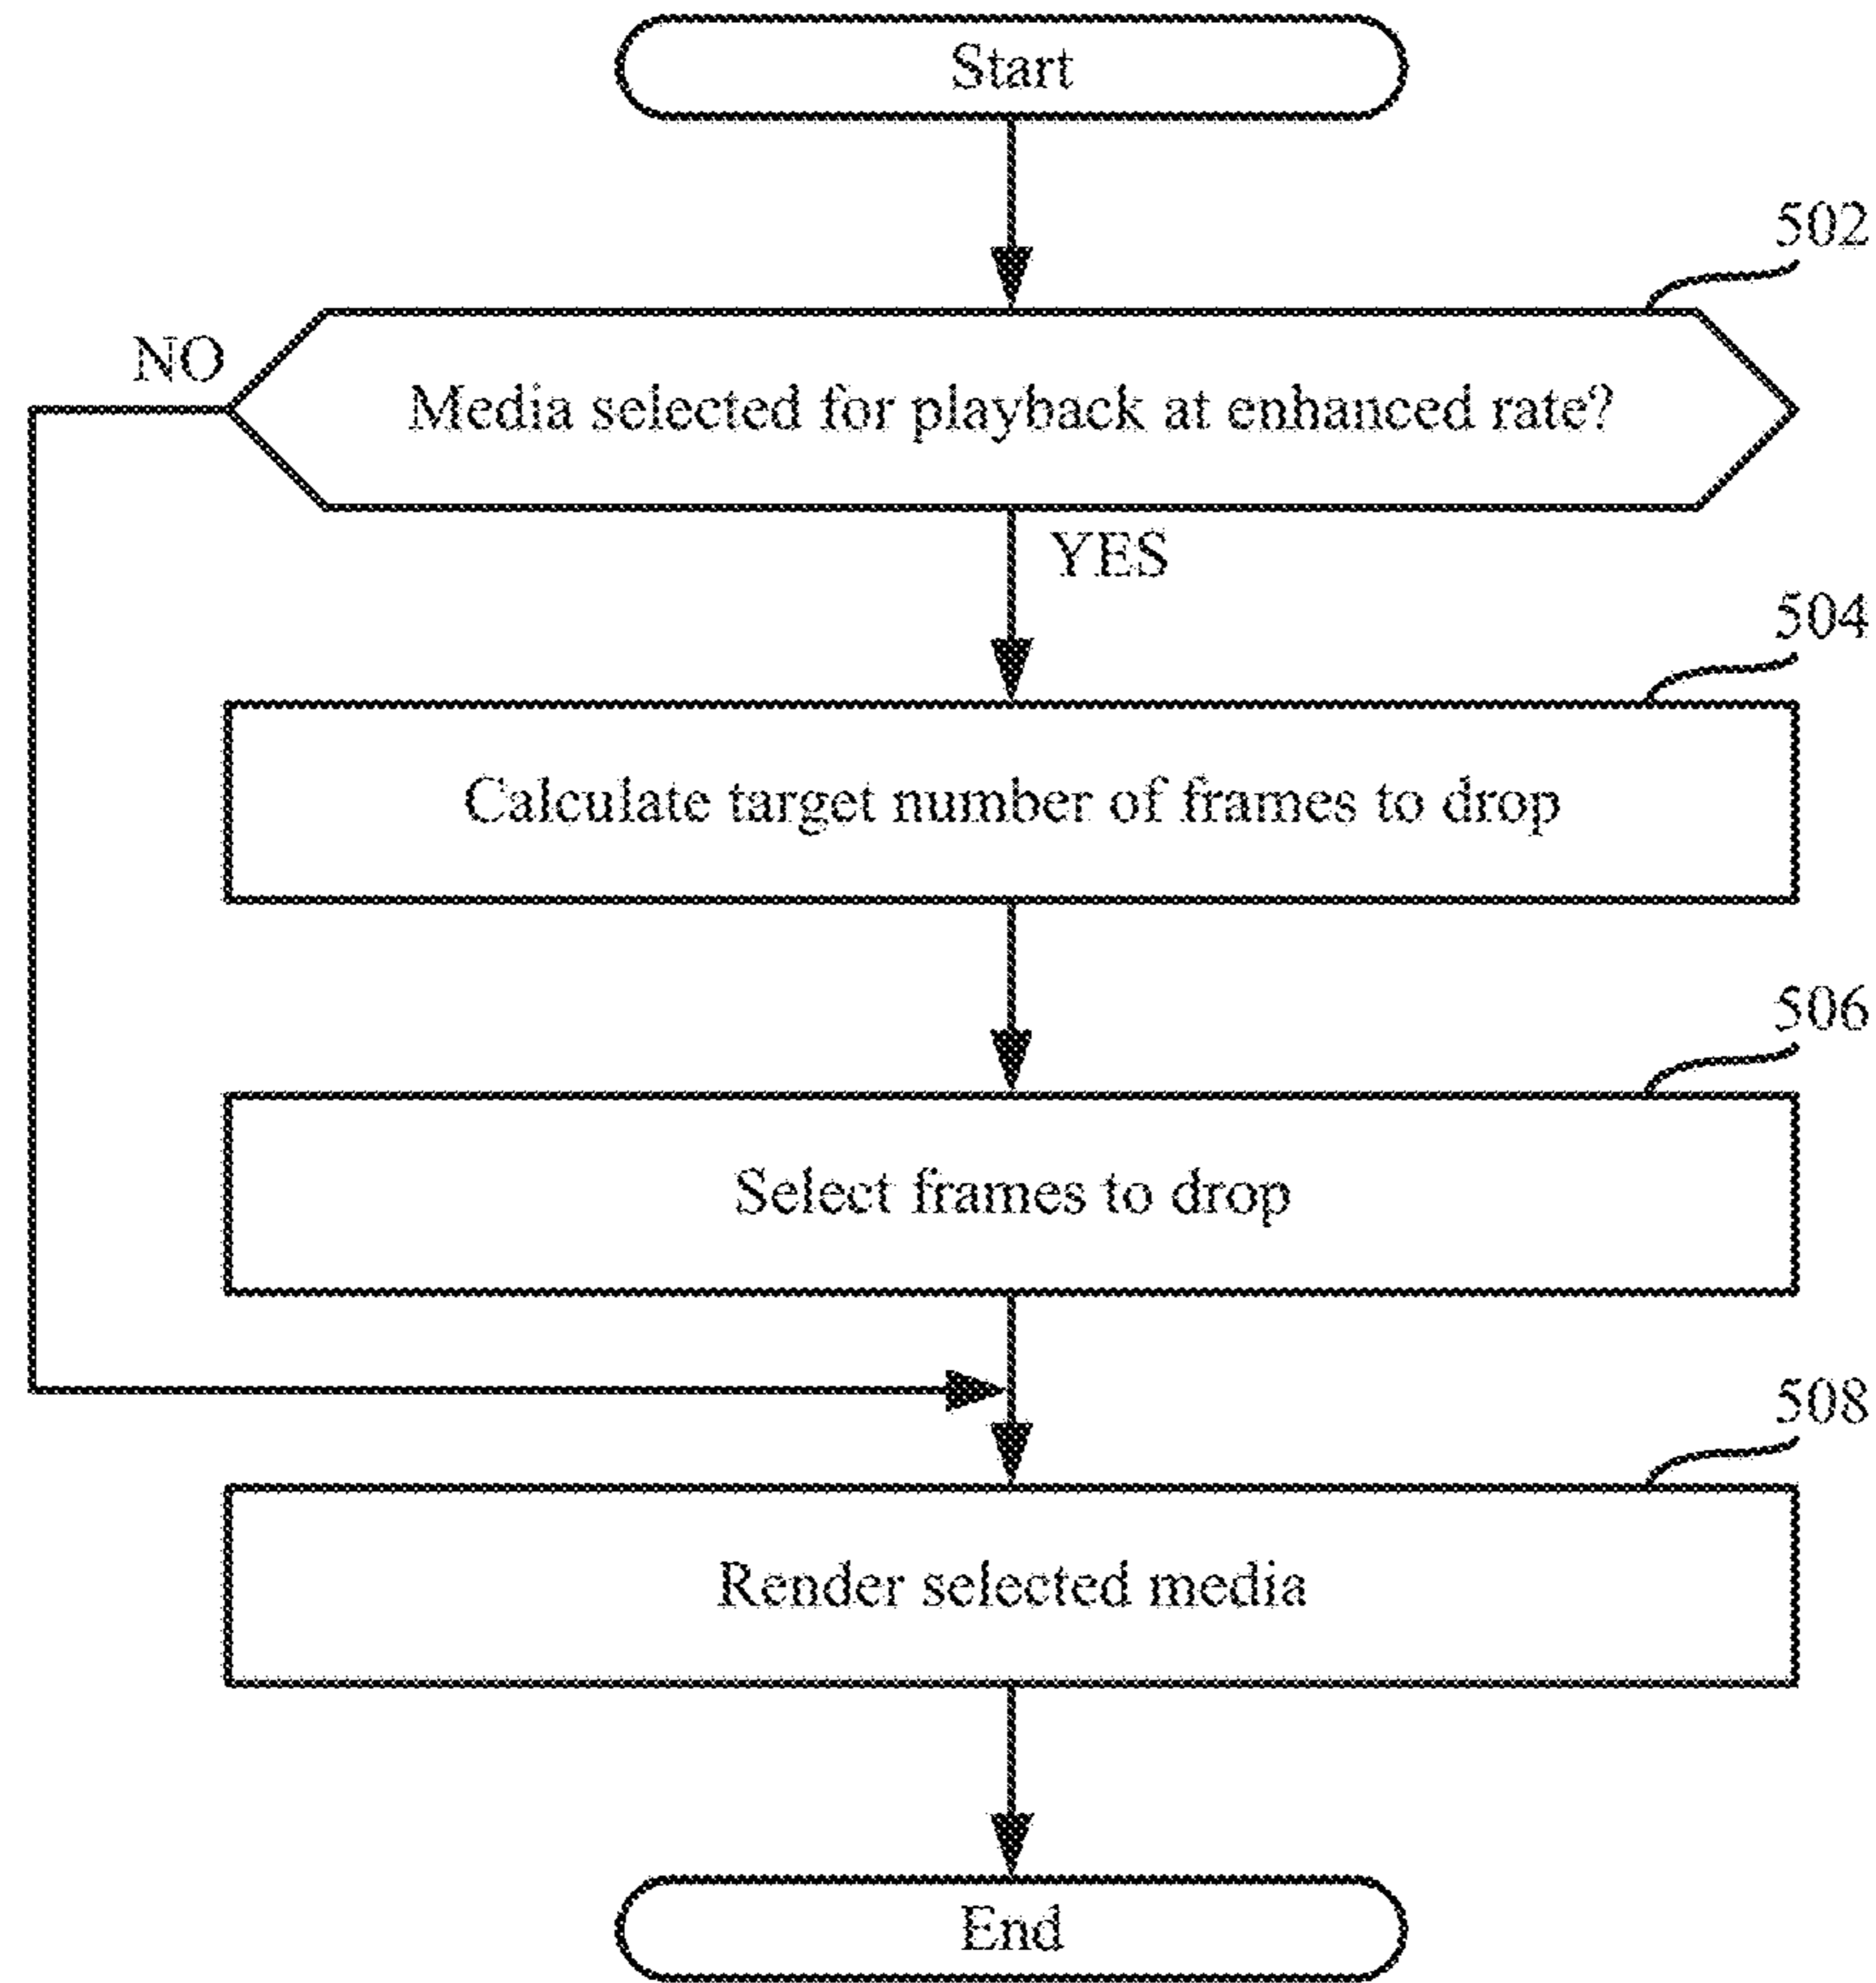 Start
502
NO
Media selected for playback at enhanced rate?
YES
504
Calculate target number of frames to drop
506
Select frames to drop
508
Render selected media
End